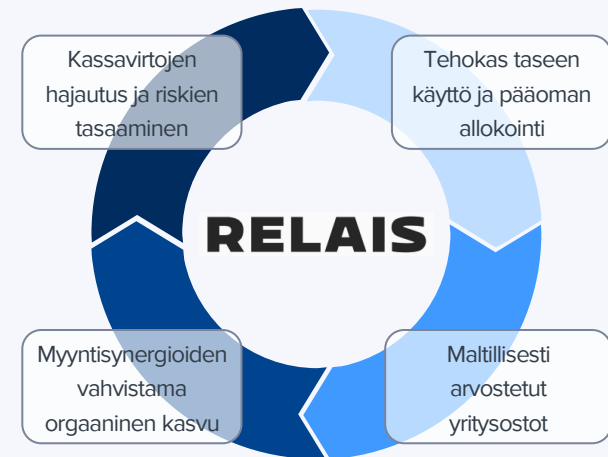 Kassavirtojen
hajautus ja riskien
tasaaminen
Tehokas taseen
käyttö ja pääoman
allokointi
RELAIS
Myyntisynergioiden
vahvistama
orgaaninen kasvu
Maltillisesti
arvostetut
yritysostot